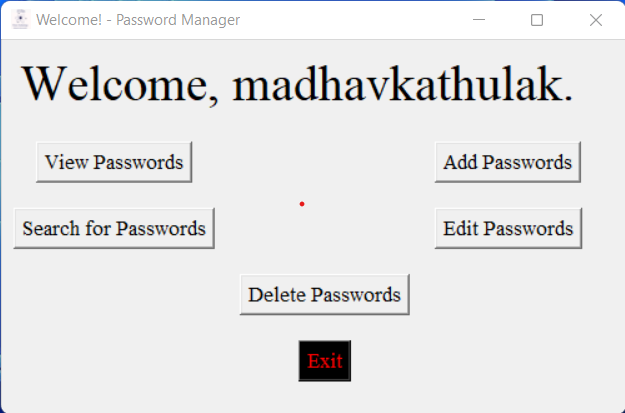 Welcome! - Password Manager
Welcome, madhavkathulak.
View Passwords
Add Passwords
Search for Passwords
Edit Passwords
Delete Passwords
Exit